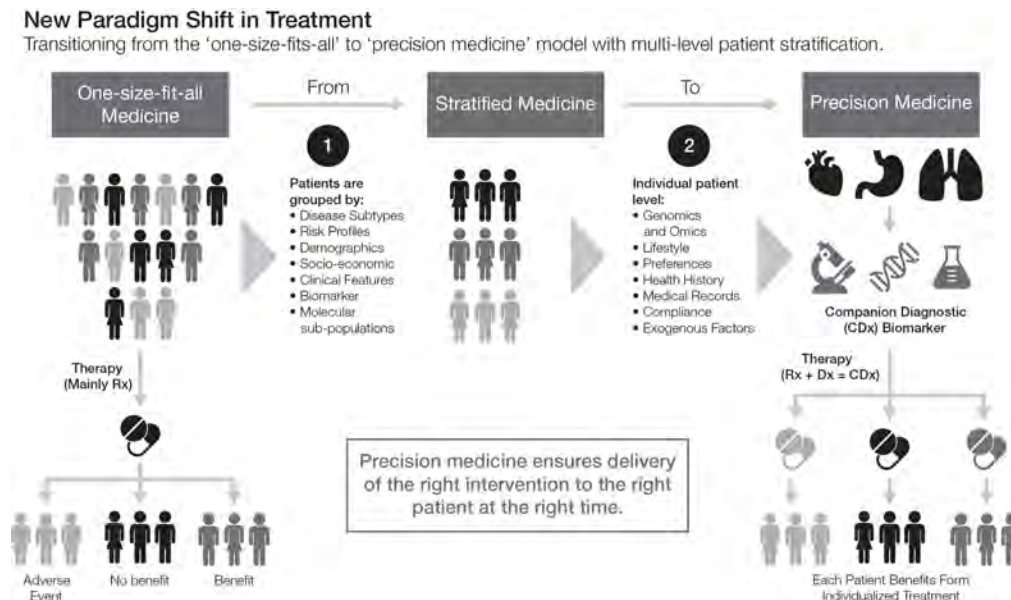 New Paradigm Shift in Treatment
Transitioning from the ‘one-size-fits-all’ to ‘precision medicine’ model with multi-level patient stratification.
One-size-fit-all
Medicine
From
Stratified Medicine
To
Precision Medicine
1
Patients are
grouped by:
• Disease Subtypes
• Risk Profiles
• Demographics
• Socio-economic
• Clinical Features
• Biomarker
• Molecular
sub-populations
2
Individual patient
level:
• Genomics
and Omics
• Lifestyle
• Preferences
• Health History
• Medical Records
• Compliance
• Exogenous Factors
Companion Diagnostic
(CDx) Biomarker
Therapy
(Mainly Rx)
Therapy
(Rx + Dx = CDx)
Precision medicine ensures delivery
of the right intervention to the right
patient at the right time.
Adverse
Event
No benefit
Benefit
Each Patient Benefits Form
Individualized Treatment